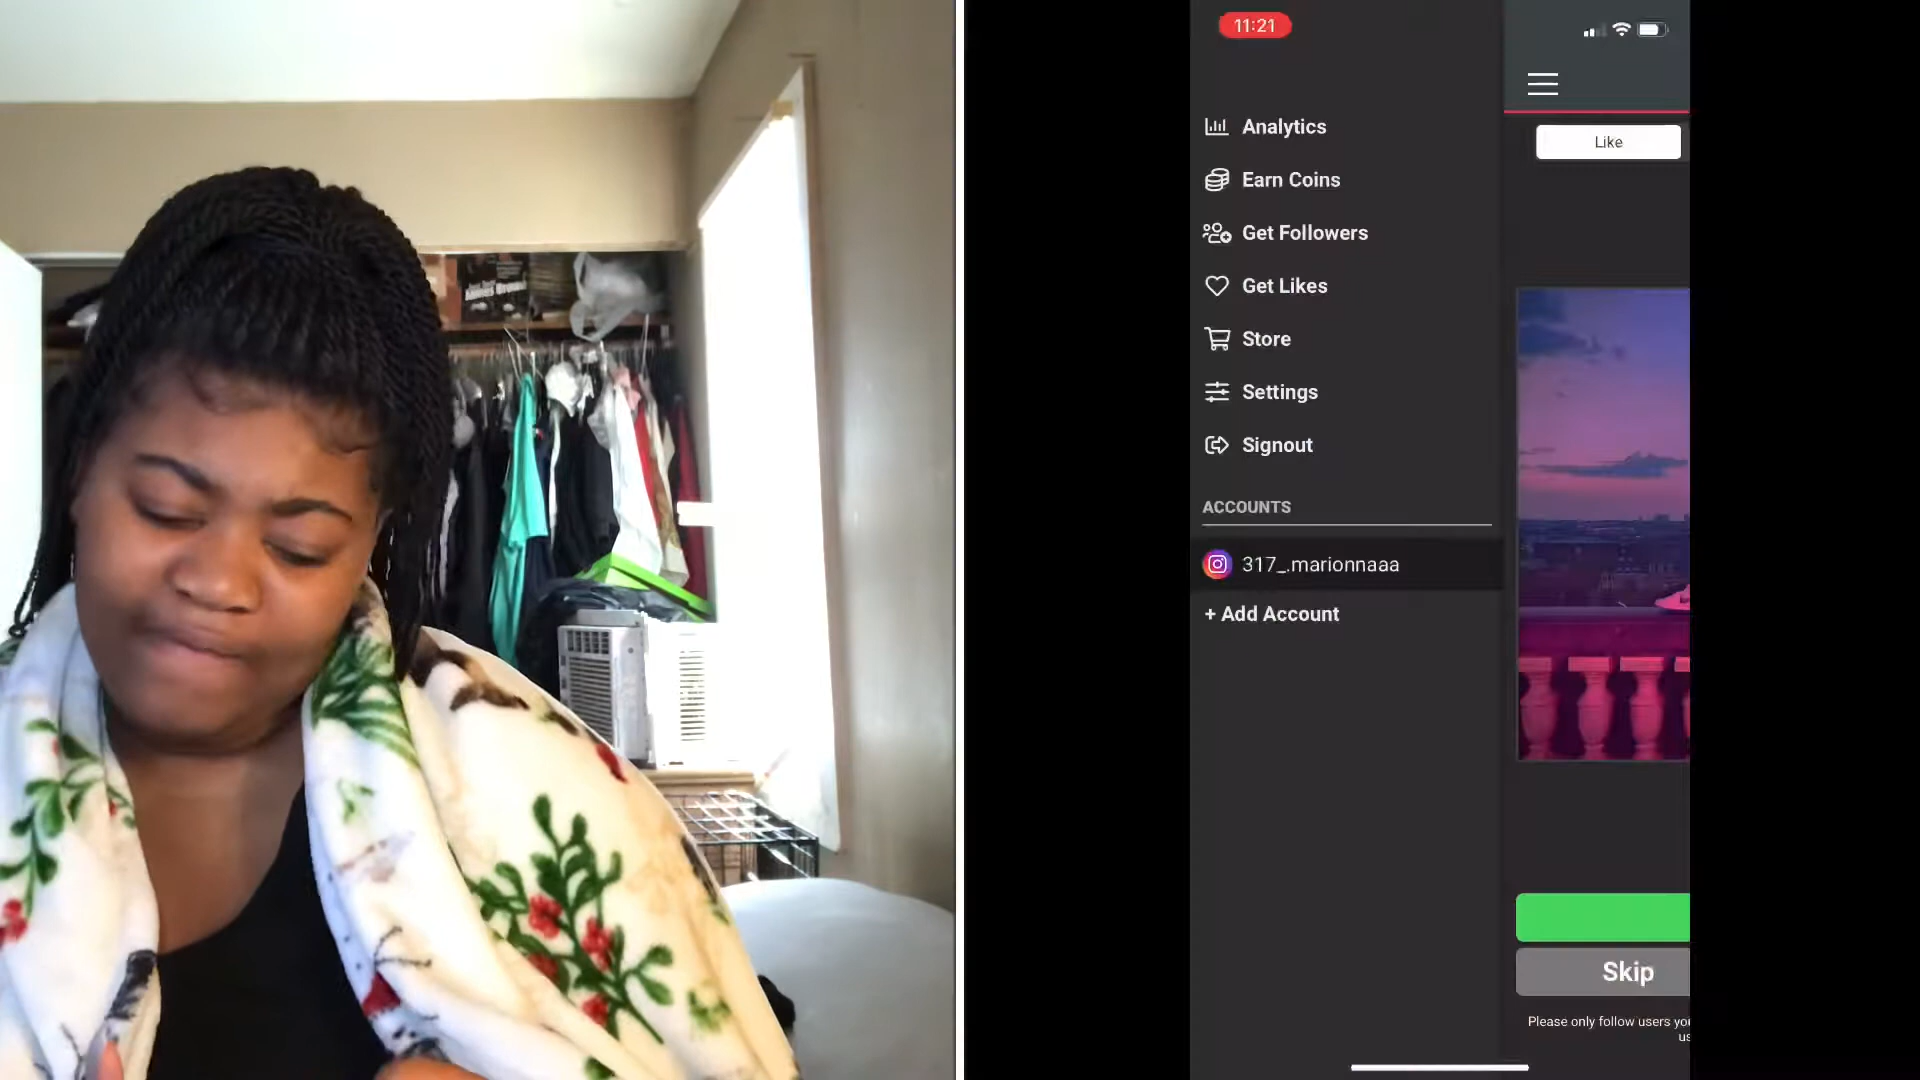 11:21
Analytics
Earn Coins
Get Followers
Get Likes
Store
Settings
Signout
ACCOUNTS
317_.marionnaaa
+ Add Account
Like
Skip
Please only follow users